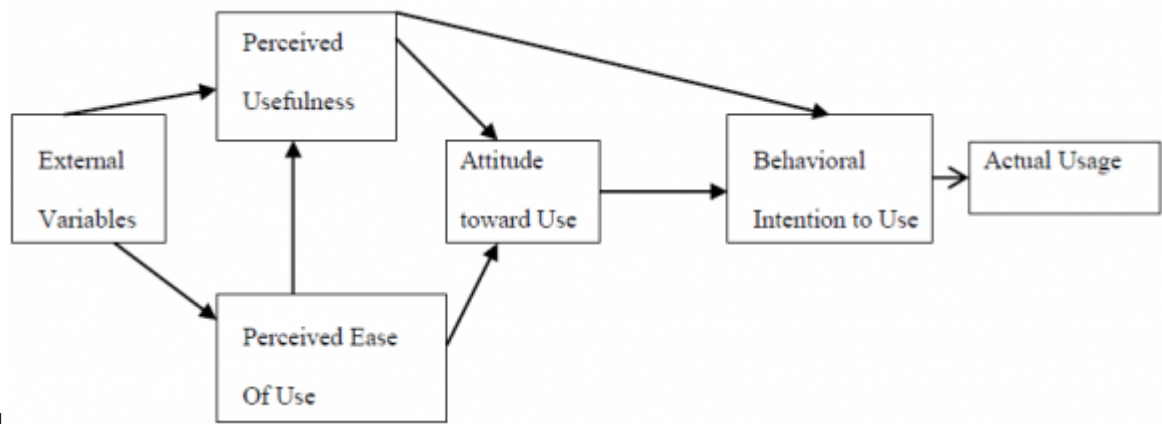 Perceived
Usefulness
External
Variables
Attitude
toward Use
Behavioral
Intention to Use
Actual Usage
Perceived Ease
Of Use